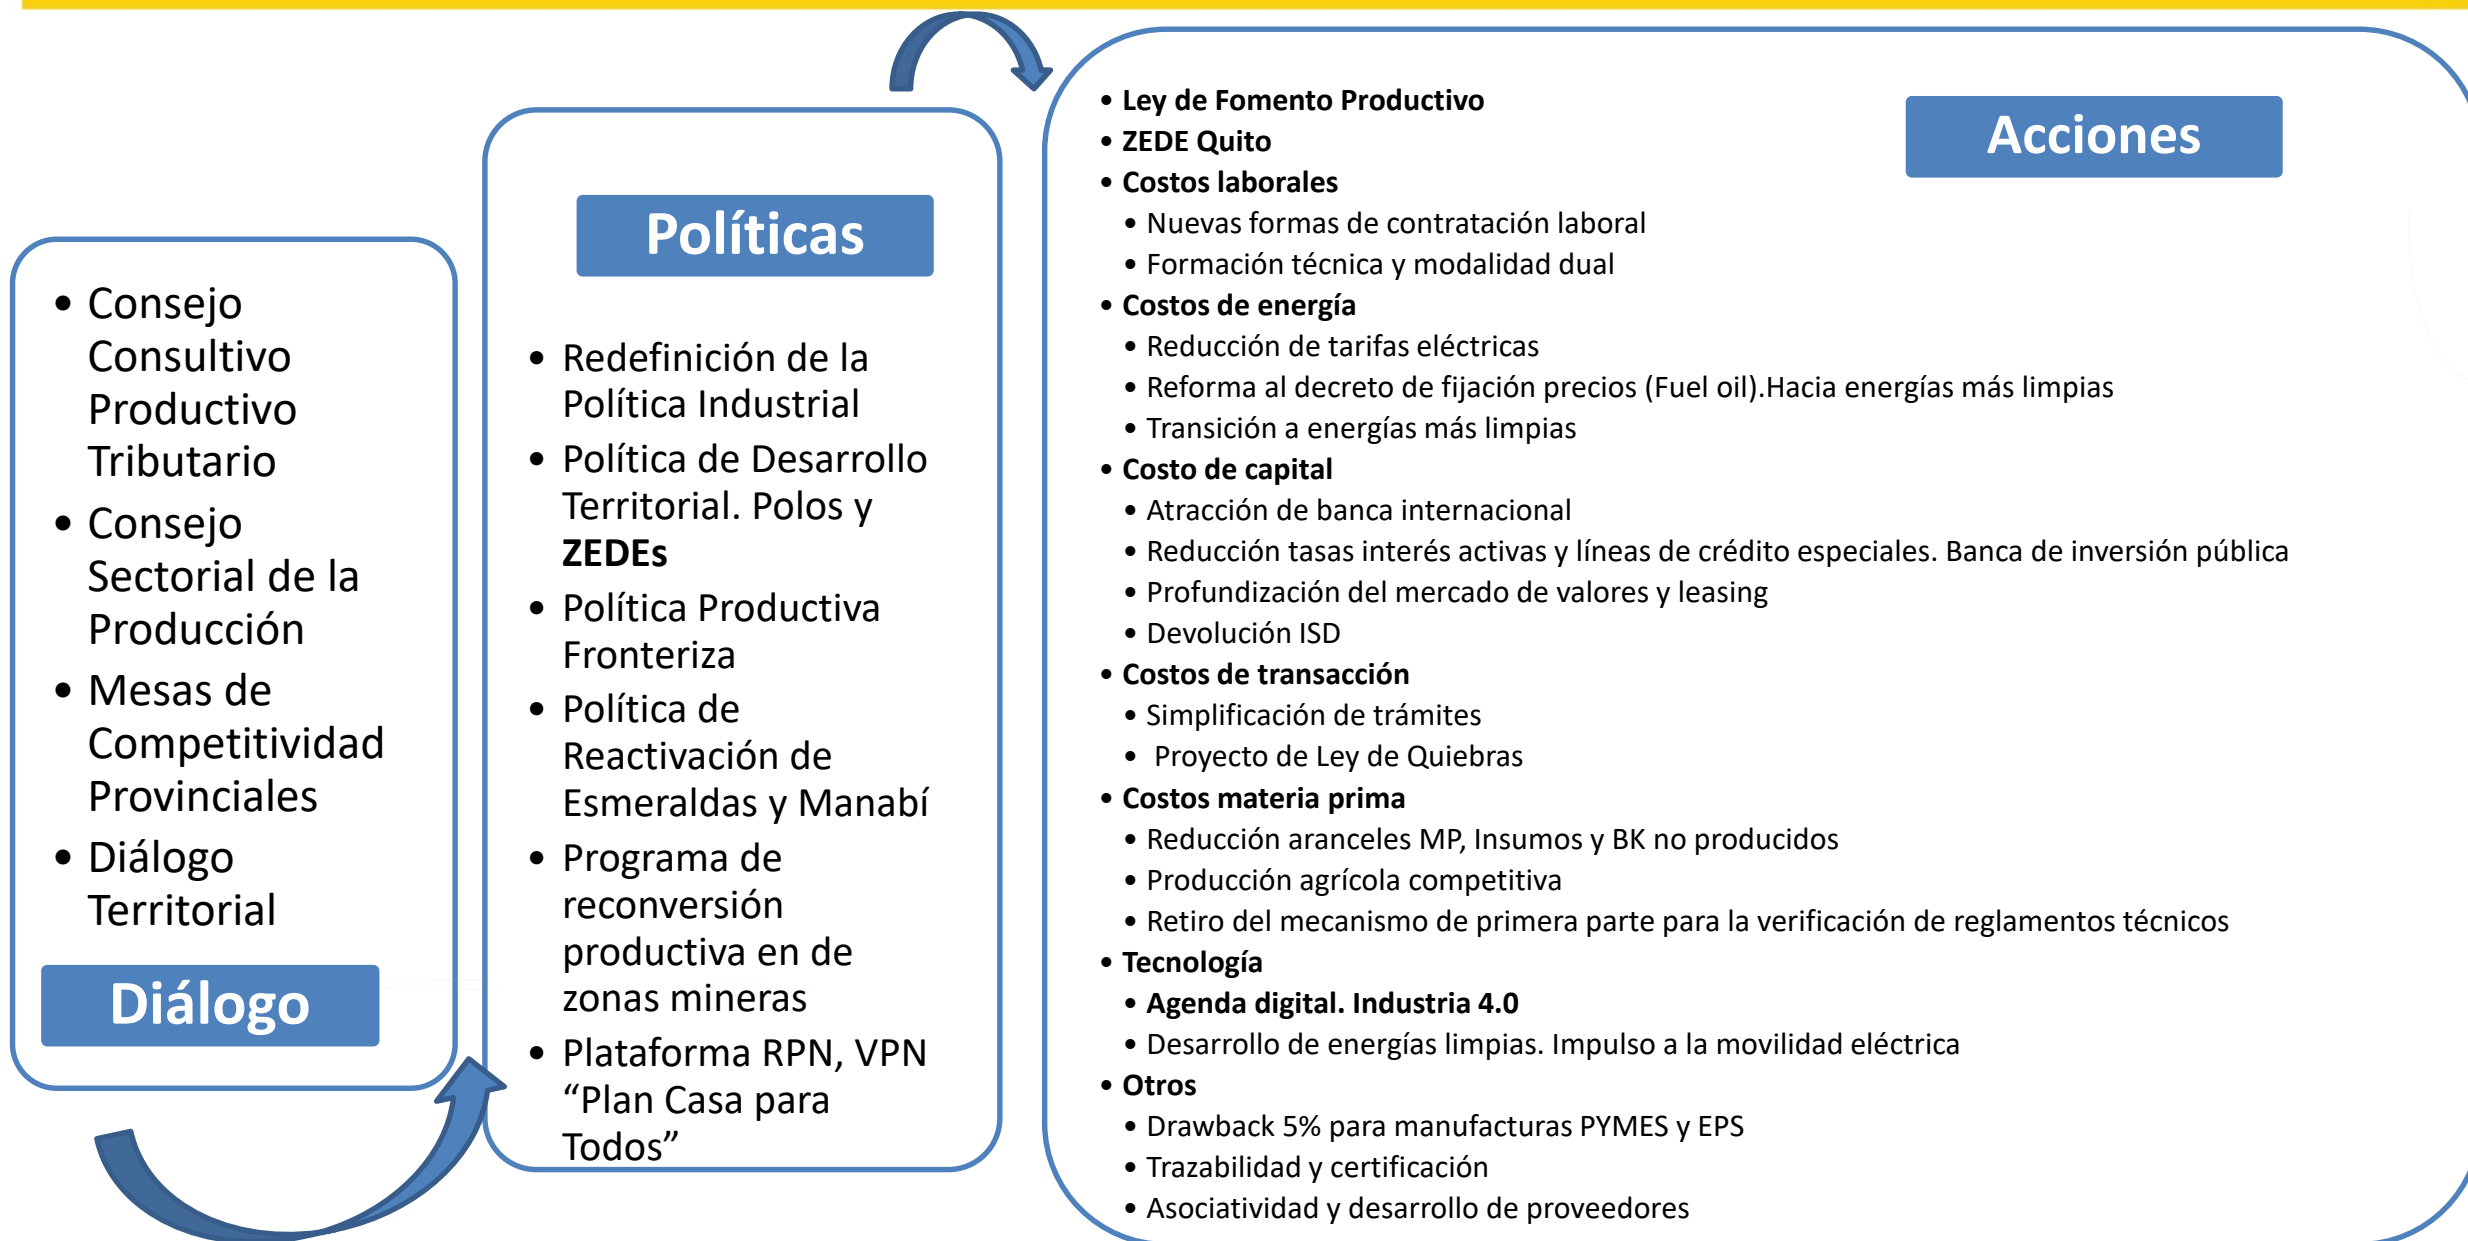 • Consejo
Consultivo
Productivo
Tributario
• Consejo
Sectorial de la
Producción
• Mesas de
Competitividad
Provinciales
• Diálogo
Territorial
Diálogo
Políticas
• Redefinición de la
Política Industrial
• Política de Desarrollo
Territorial. Polos y
ZEDEs
• Política Productiva
Fronteriza
• Política de
Reactivación de
Esmeraldas y Manabí
• Programa de
reconversión
productiva en de
zonas mineras
• Plataforma RPN, VPN
“Plan Casa para
Todos”
Acciones
• Ley de Fomento Productivo
• ZEDE Quito
• Costos laborales
• Nuevas formas de contratación laboral
• Formación técnica y modalidad dual
• Costos de energía
• Reducción de tarifas eléctricas
• Reforma al decreto de fijación precios (Fuel oil).Hacia energías más limpias
• Transición a energías más limpias
• Costo de capital
• Atracción de banca internacional
• Reducción tasas interés activas y líneas de crédito especiales. Banca de inversión pública
• Profundización del mercado de valores y leasing
• Devolución ISD
• Costos de transacción
• Simplificación de trámites
• Proyecto de Ley de Quiebras
• Costos materia prima
• Reducción aranceles MP, Insumos y BK no producidos
• Producción agrícola competitiva
• Retiro del mecanismo de primera parte para la verificación de reglamentos técnicos
• Tecnología
• Agenda digital. Industria 4.0
• Desarrollo de energías limpias. Impulso a la movilidad eléctrica
• Otros
• Drawback 5% para manufacturas PYMES y EPS
• Trazabilidad y certificación
• Asociatividad y desarrollo de proveedores